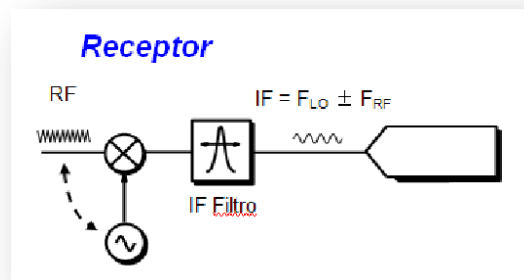 Receptor
RF
IF = FLO ± FRF
IF Filtro